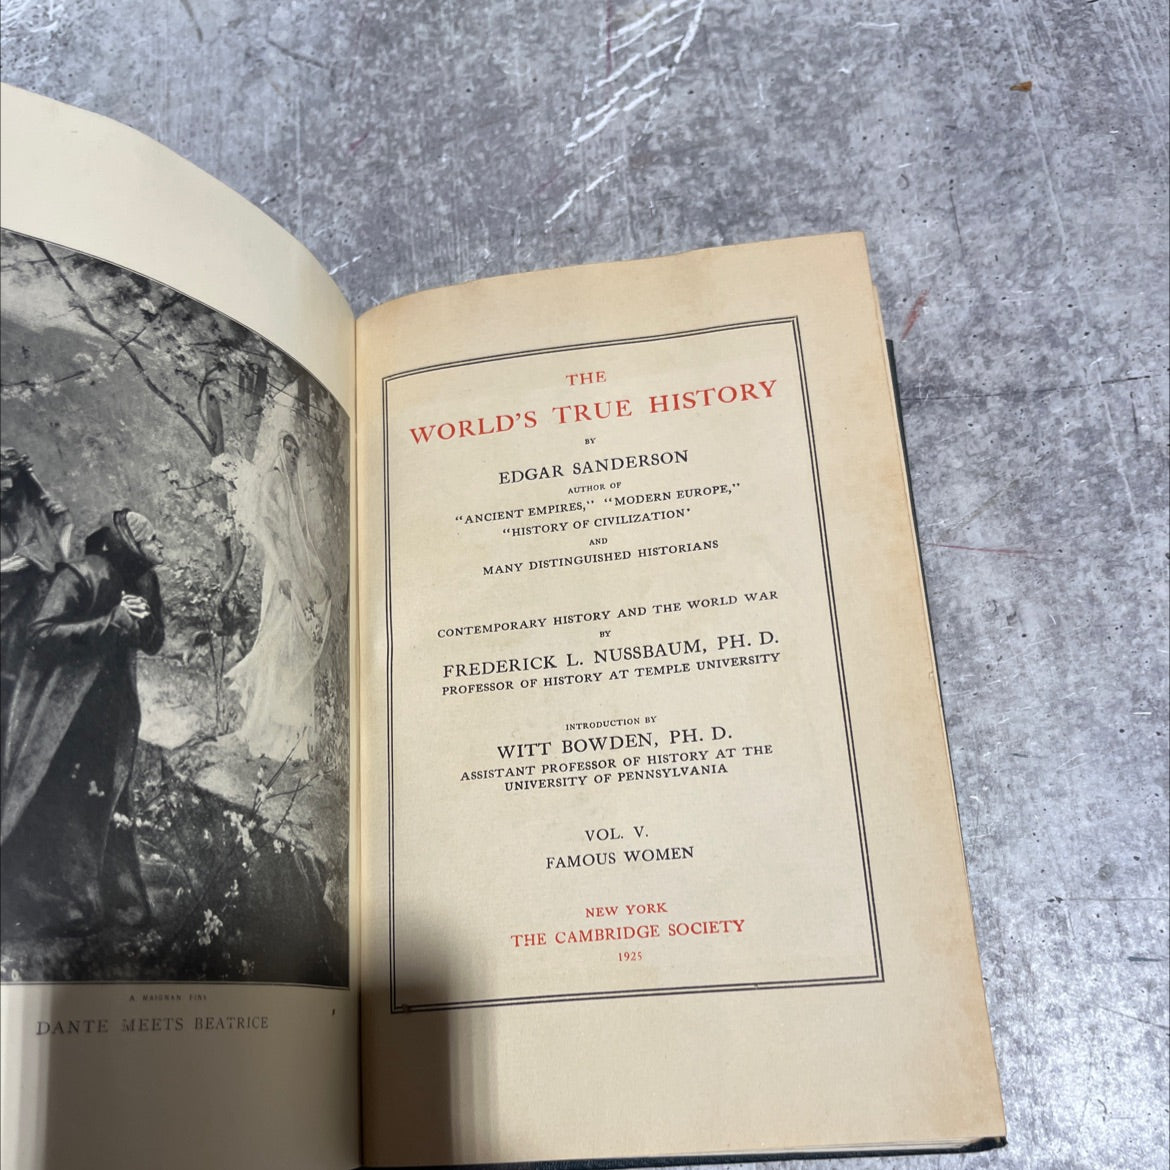 A. MAIGNAN, PINX
DANTE MEETS BEATRICE
THE
WORLD'S TRUE HISTORY
BY
EDGAR SANDERSON
AUTHOR OF
"ANCIENT EMPIRES," "MODERN EUROPE,"
"HISTORY OF CIVILIZATION'
AND
MANY DISTINGUISHED HISTORIANS
CONTEMPORARY HISTORY AND THE WORLD WAR
BY
FREDERICK L. NUSSBAUM, PH. D.
PROFESSOR OF HISTORY AT TEMPLE UNIVERSITY
INTRODUCTION BY
WITT BOWDEN, PH. D.
ASSISTANT PROFESSOR OF HISTORY AT THE
UNIVERSITY OF PENNSYLVANIA
VOL. V.
FAMOUS WOMEN
NEW YORK
THE CAMBRIDGE SOCIETY
1925